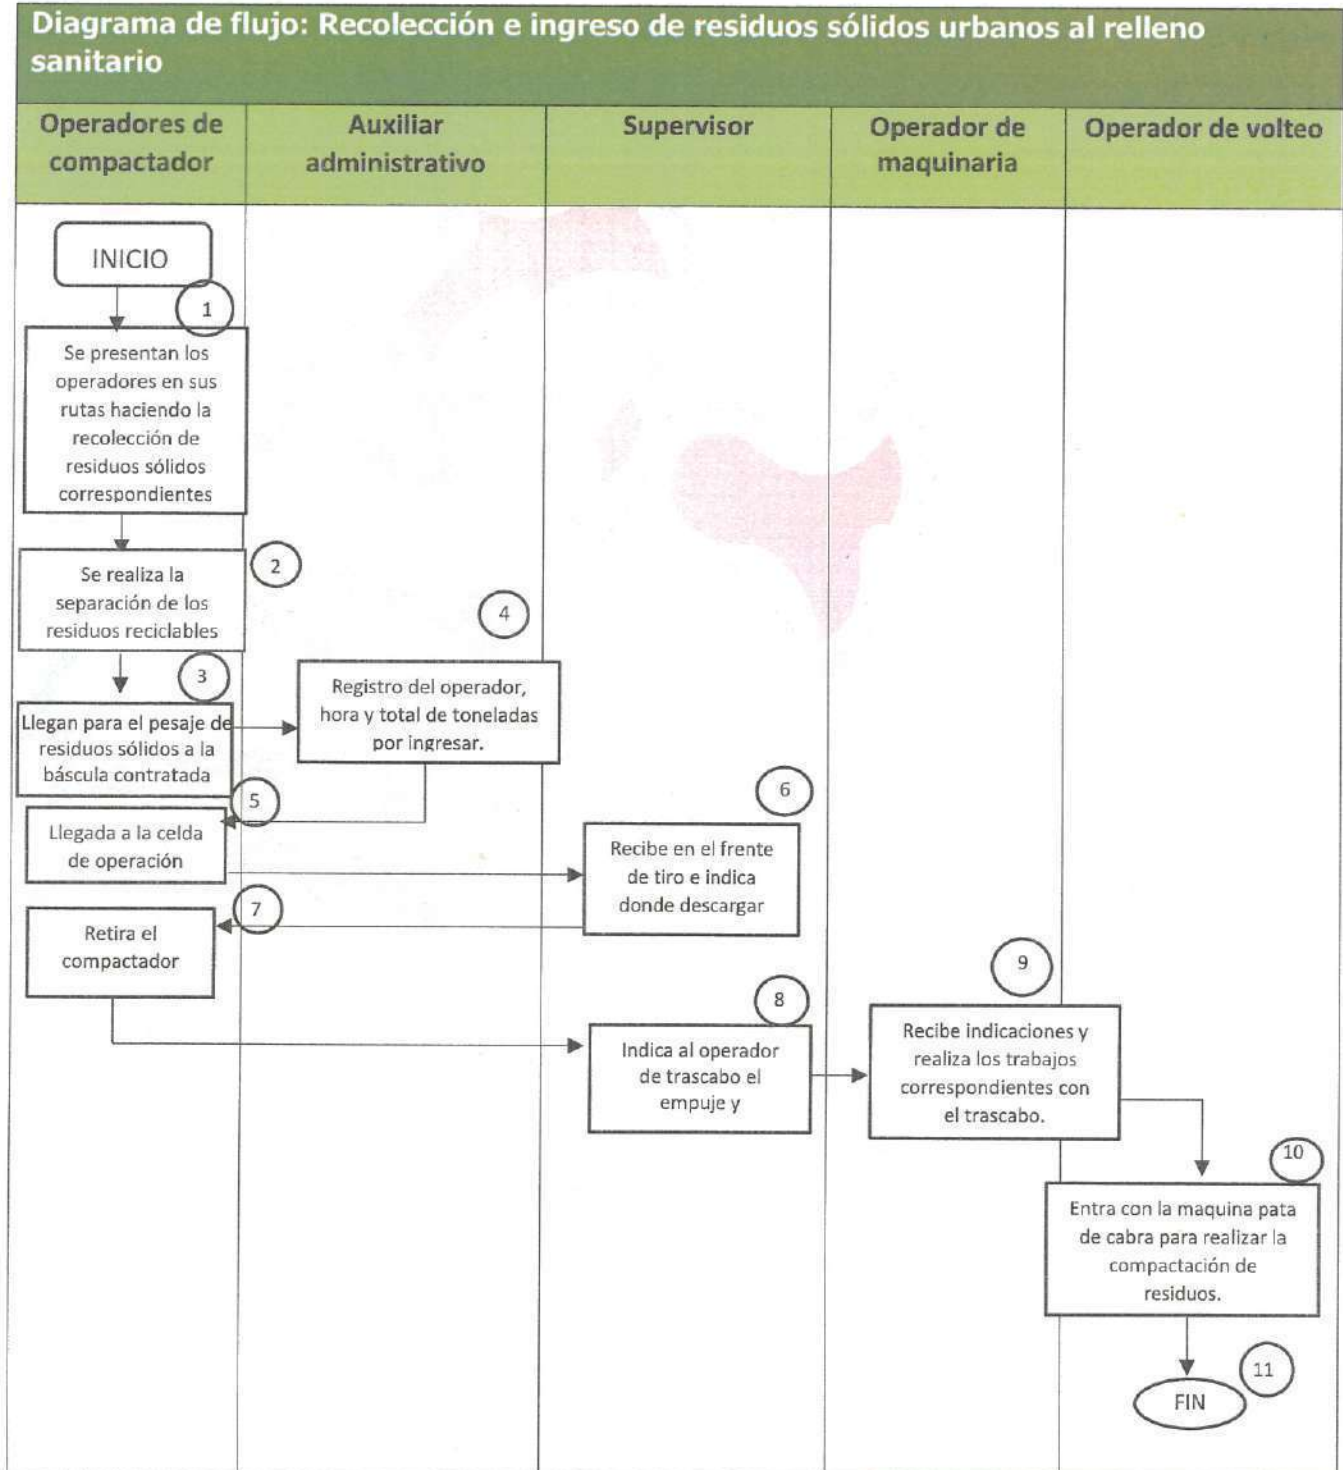 Diagrama de flujo: Recolección e ingreso de residuos sólidos urbanos al relleno
sanitario
Operadores de
compactador
Auxiliar
administrativo
Supervisor
Operador de
maquinaria
Operador de volteo
INICIO
1
Se presentan los
operadores en sus
rutas haciendo la
recolección de
residuos sólidos
correspondientes
2
Se realiza la
separación de los
residuos reciclables
3
Llegan para el pesaje de
residuos sólidos a la
báscula contratada
4
Registro del operador,
hora y total de toneladas
por ingresar.
5
Llegada a la celda
de operación
6
Recibe en el frente
de tiro e indica
donde descargar
7
Retira el
compactador
8
Indica al operador
de trascabo el
empuje y
9
Recibe indicaciones y
realiza los trabajos
correspondientes con
el trascabo.
10
Entra con la maquina pata
de cabra para realizar la
compactación de
residuos.
11
FIN